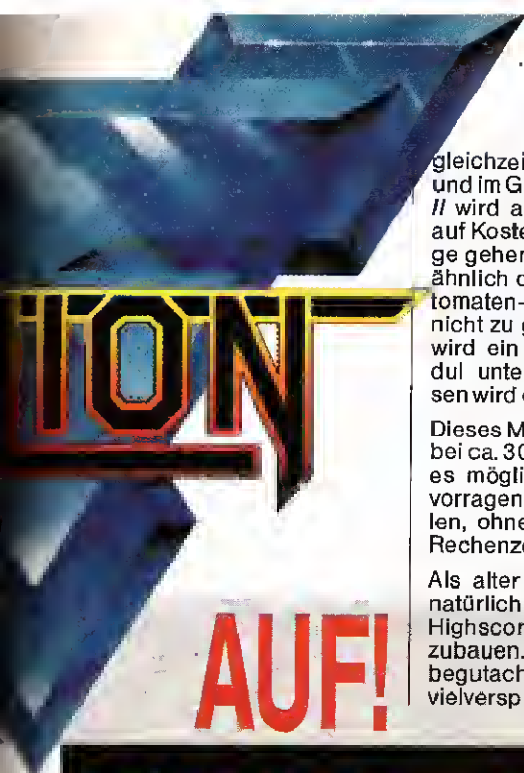 ION
AUF!
gleichzei
und im G
II wird a
auf Koste
ge geher
ähnlich d
tomaten-
nicht zu g
wird ein
dul unte
sen wird
Dieses M
bei ca. 30
es mögli
vorragen
len, ohne
Rechenze
Als alter
natürlich
Highscor
zubauen.
begutach
vielversp